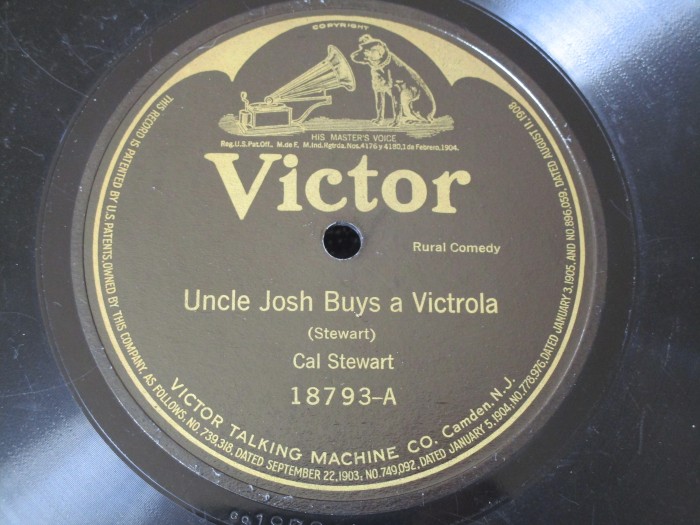 COPYRIGHT
HIS MASTER'S VOICE
Reg.U.S.Pat.Off. M.de F. M.Ind.Rgtrda.Nos.4176 y 4190,1 de Febrero,1904.
Victor
Rural Comedy
Uncle Josh Buys a Victrola
(Stewart)
Cal Stewart
18793-A
VICTOR TALKING MACHINE CO. Camden, N.J.
THIS RECORD IS PATENTED BY U.S. PATENTS, OWNED BY THIS COMPANY, AS FOLLOWS, NO. 739,318, DATED SEPTEMBER 22, 1903; NO. 749,092, DATED JANUARY 5, 1904; NO. 778,976, DATED JANUARY 3, 1905, AND NO. 896,059, DATED AUGUST 11, 1908